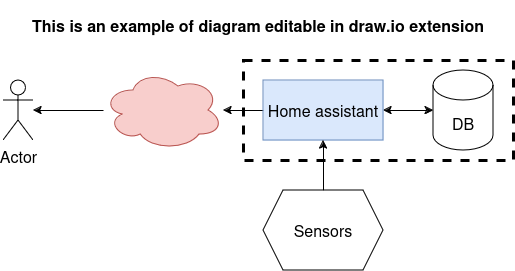 This is an example of diagram editable in draw.io extension
Home assistant
DB
Actor
Sensors